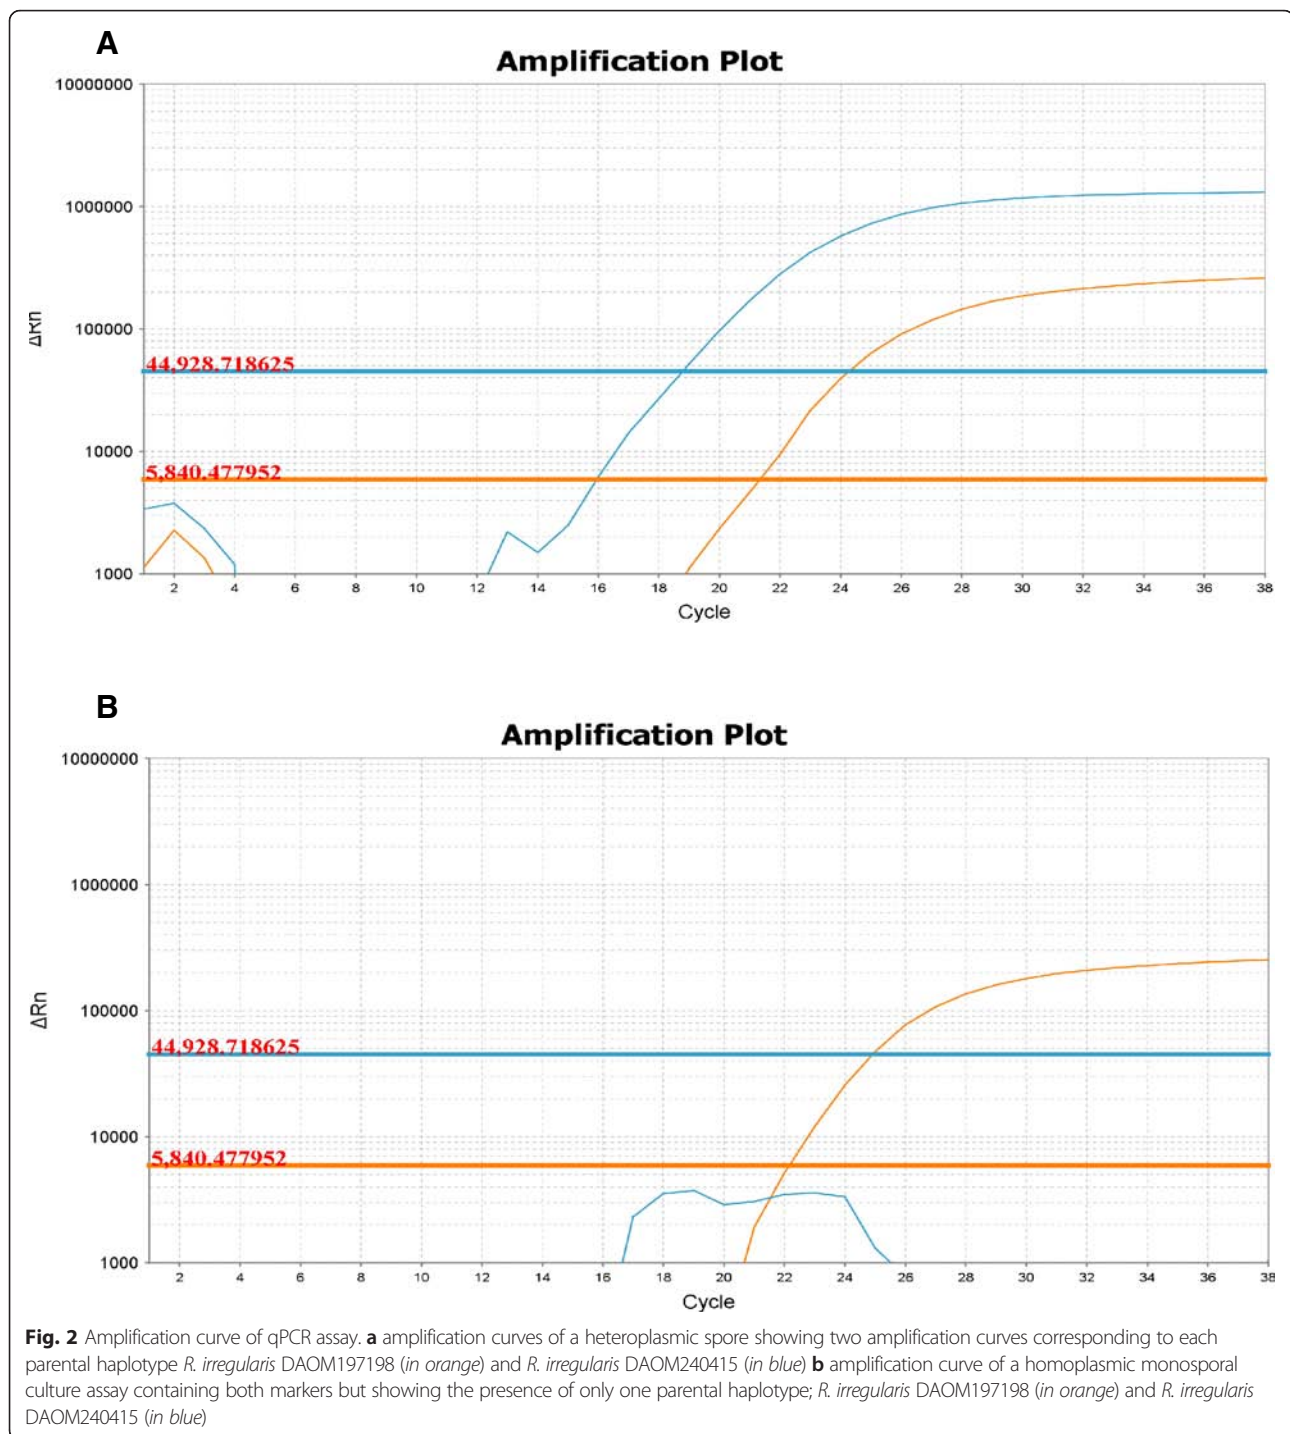 A
Amplification Plot
10000000
1000000
100000
10000
1000
ΔRn
44,928.718625
5,840.477952
2 4 6 8 10 12 14 16 18 20 22 24 26 28 30 32 34 36 38
Cycle
B
Amplification Plot
10000000
1000000
100000
10000
1000
ΔRn
44,928.718625
5,840.477952
2 4 6 8 10 12 14 16 18 20 22 24 26 28 30 32 34 36 38
Cycle
Fig. 2 Amplification curve of qPCR assay. a amplification curves of a heteroplasmic spore showing two amplification curves corresponding to each
parental haplotype R. irregularis DAOM197198 (in orange) and R. irregularis DAOM240415 (in blue) b amplification curve of a homoplasmic monosporal
culture assay containing both markers but showing the presence of only one parental haplotype; R. irregularis DAOM197198 (in orange) and R. irregularis
DAOM240415 (in blue)